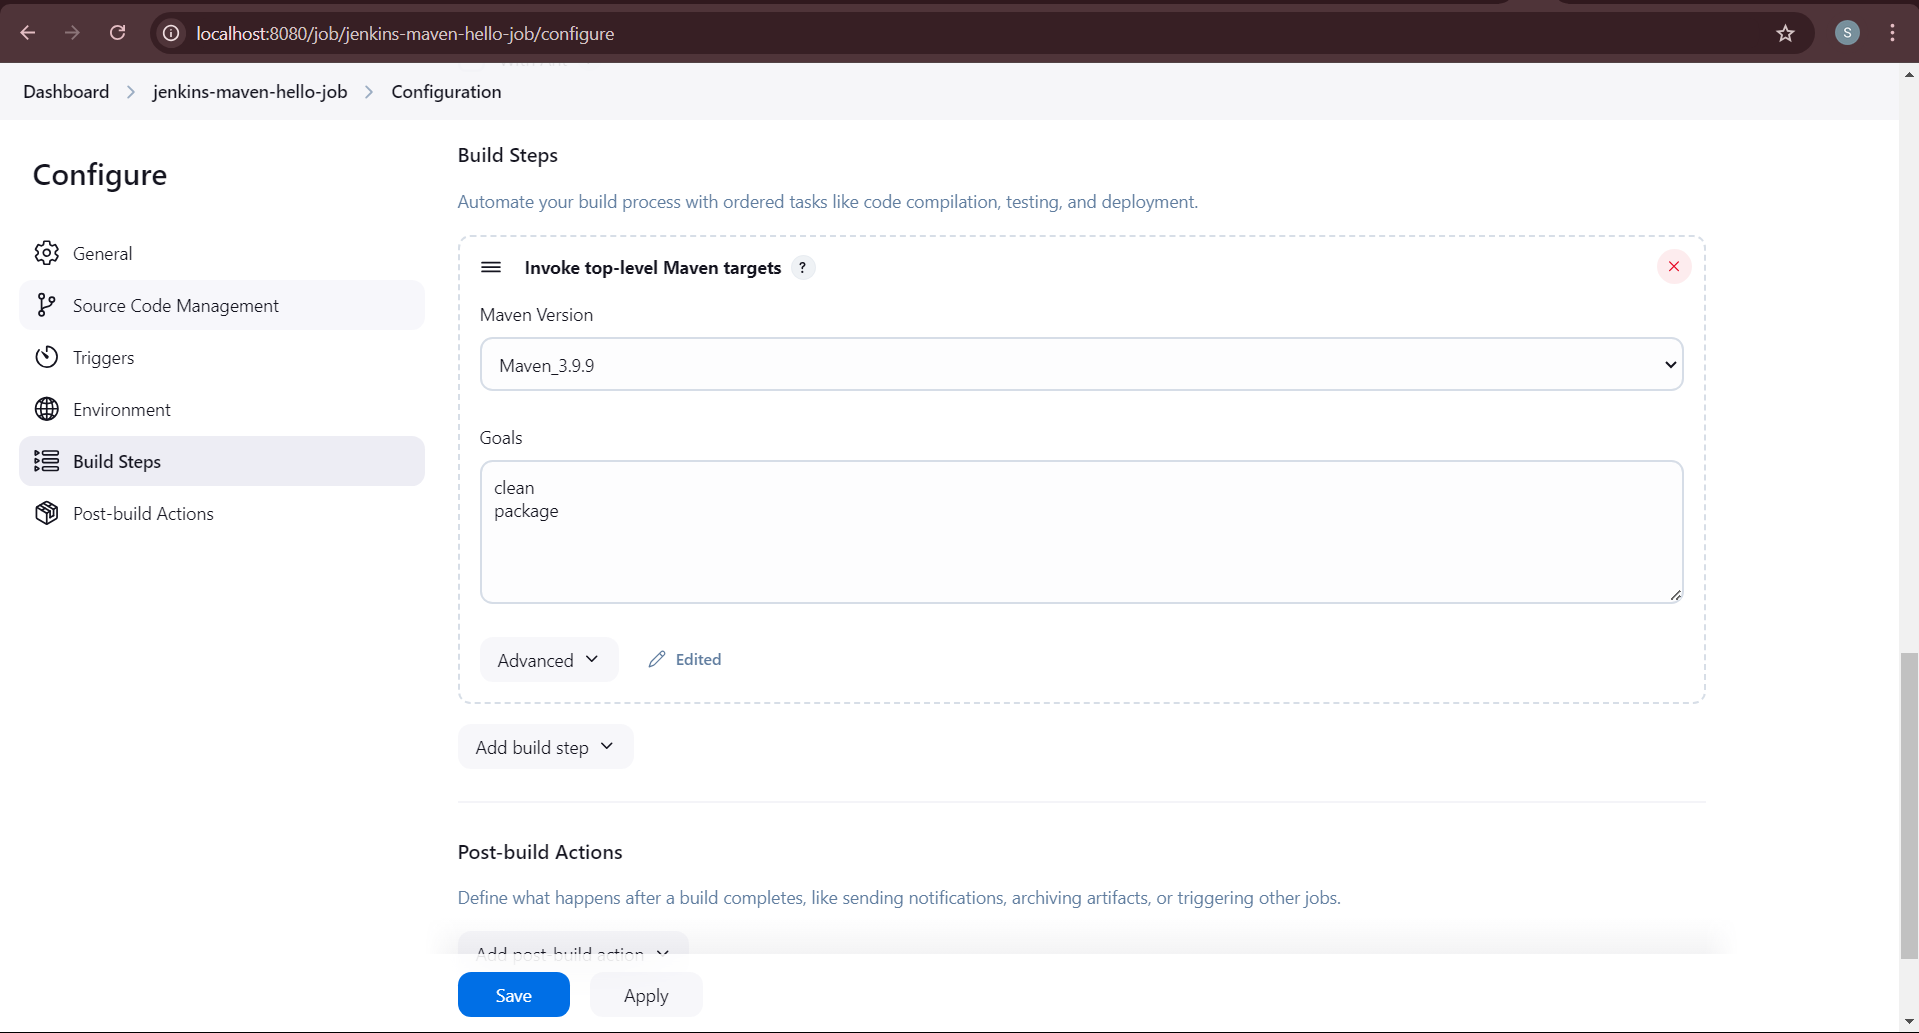 localhost:8080/job/jenkins-maven-hello-job/configure
S
Dashboard > jenkins-maven-hello-job > Configuration
Configure
General
Source Code Management
Triggers
Environment
Build Steps
Post-build Actions
Build Steps
Automate your build process with ordered tasks like code compilation, testing, and deployment.
Invoke top-level Maven targets ?
Maven Version
Maven_3.9.9
Goals
clean
package
Advanced
Edited
Add build step
Post-build Actions
Define what happens after a build completes, like sending notifications, archiving artifacts, or triggering other jobs.
Add post-build action
Save
Apply